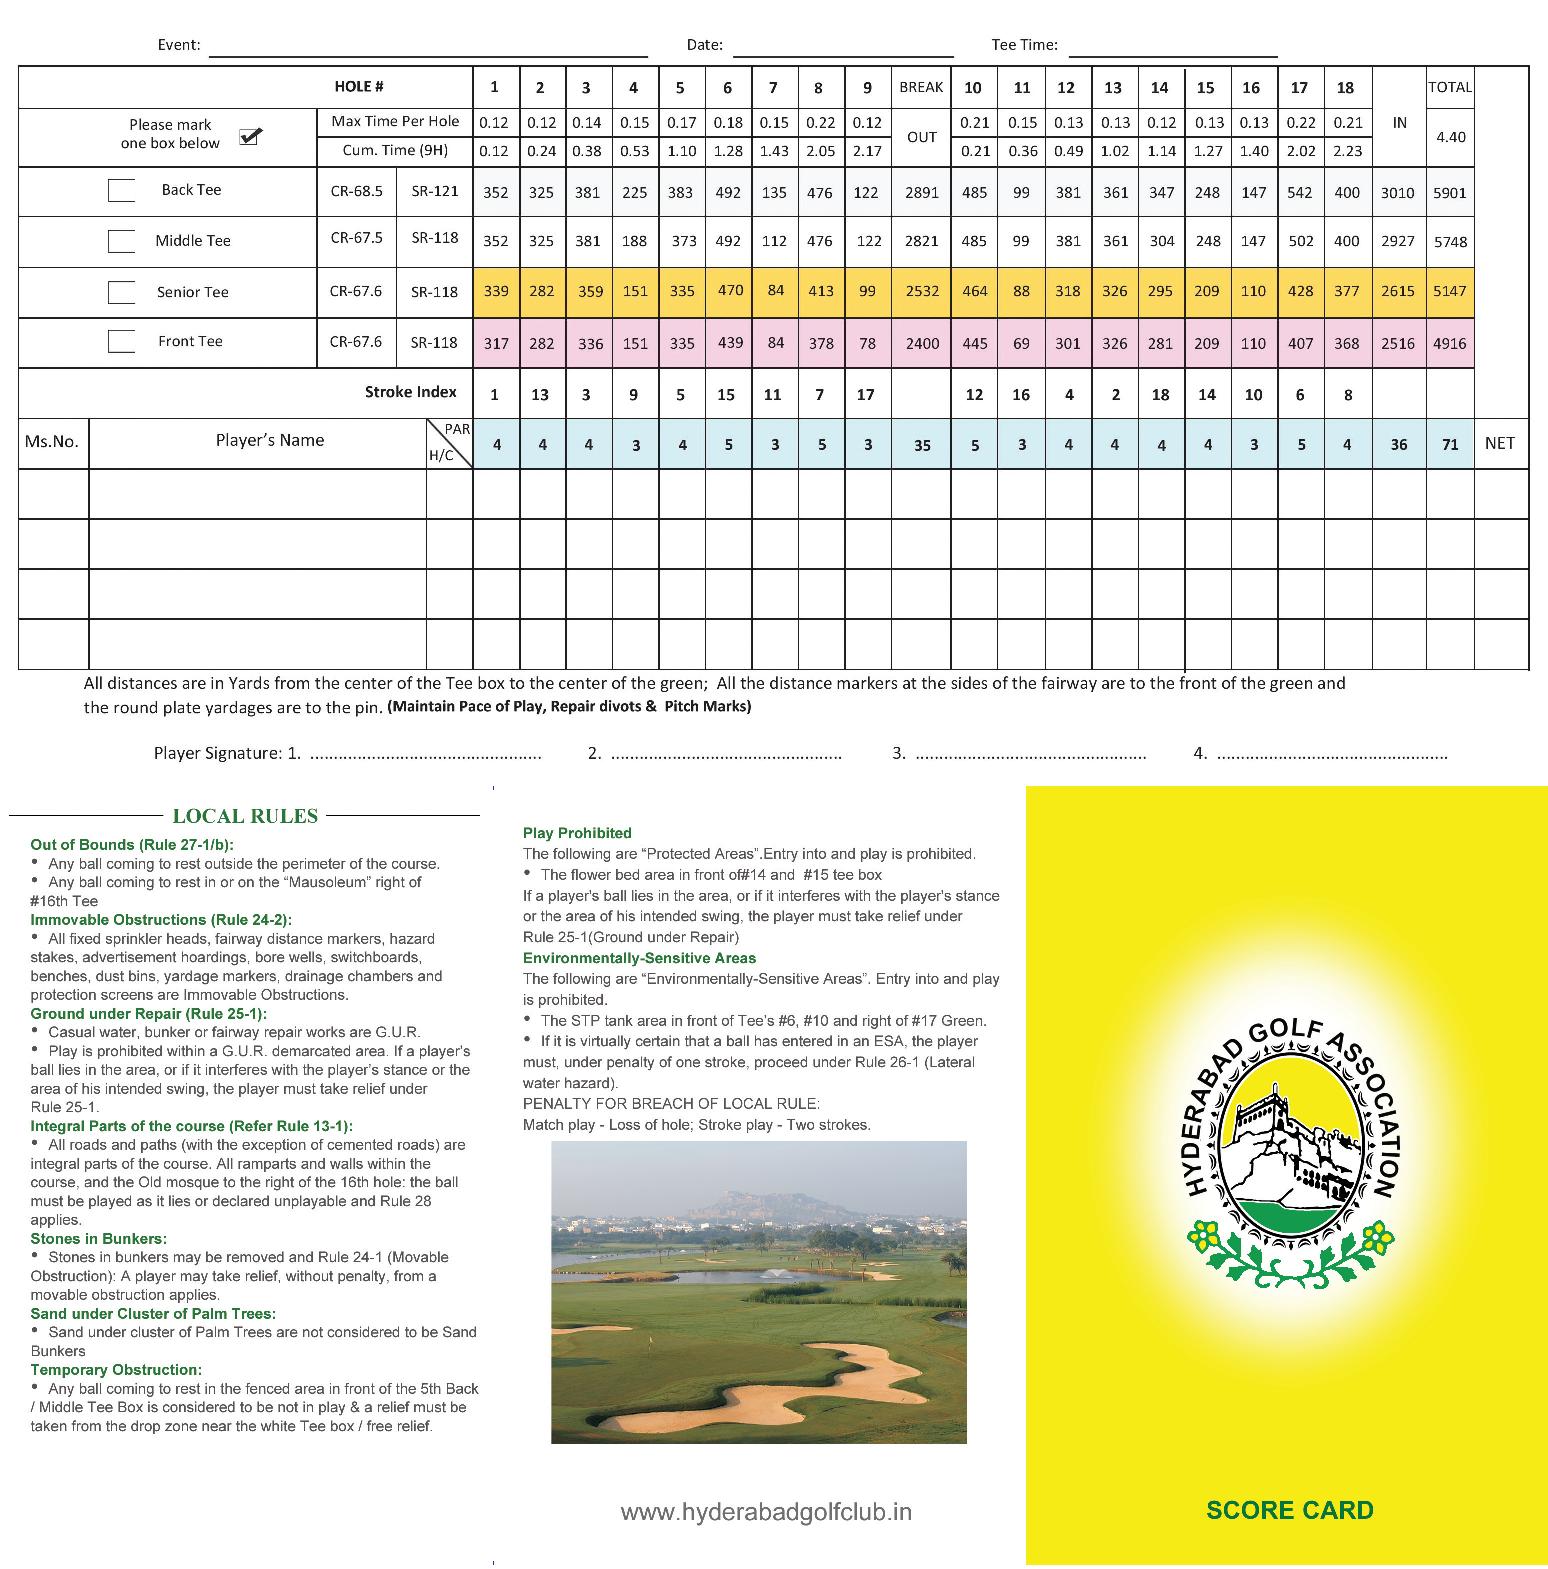 Event: Date: Tee Time:
HOLE # 1 2 3 4 5 6 7 8 9 BREAK 10 11 12 13 14 15 16 17 18 IN TOTAL
Please mark one box below Max Time Per Hole 0.12 0.12 0.14 0.15 0.17 0.18 0.15 0.22 0.12 OUT 0.21 0.15 0.13 0.13 0.12 0.13 0.13 0.22 0.21 4.40
Cum. Time (9H) 0.12 0.24 0.38 0.53 1.10 1.28 1.43 2.05 2.17 0.21 0.36 0.49 1.02 1.14 1.27 1.40 2.02 2.23
Back Tee CR-68.5 SR-121 352 325 381 225 383 492 135 476 122 2891 485 99 381 361 347 248 147 542 400 3010 5901
Middle Tee CR-67.5 SR-118 352 325 381 188 373 492 112 476 122 2821 485 99 381 361 304 248 147 502 400 2927 5748
Senior Tee CR-67.6 SR-118 339 282 359 151 335 470 84 413 99 2532 464 88 318 326 295 209 110 428 377 2615 5147
Front Tee CR-67.6 SR-118 317 282 336 151 335 439 84 378 78 2400 445 69 301 326 281 209 110 407 368 2516 4916
Stroke Index 1 13 3 9 5 15 11 7 17 12 16 4 2 18 14 10 6 8
Ms.No. Player's Name PAR H/C 4 4 4 3 4 5 3 5 3 35 5 3 4 4 4 4 3 5 4 36 71 NET
All distances are in Yards from the center of the Tee box to the center of the green; All the distance markers at the sides of the fairway are to the front of the green and
the round plate yardages are to the pin. (Maintain Pace of Play, Repair divots & Pitch Marks)
Player Signature: 1. ................................................. 2. ................................................. 3. ................................................. 4. .................................................
LOCAL RULES
Out of Bounds (Rule 27-1/b):
• Any ball coming to rest outside the perimeter of the course.
• Any ball coming to rest in or on the “Mausoleum” right of
#16th Tee
Immovable Obstructions (Rule 24-2):
• All fixed sprinkler heads, fairway distance markers, hazard
stakes, advertisement hoardings, bore wells, switchboards,
benches, dust bins, yardage markers, drainage chambers and
protection screens are Immovable Obstructions.
Ground under Repair (Rule 25-1):
• Casual water, bunker or fairway repair works are G.U.R.
• Play is prohibited within a G.U.R. demarcated area. If a player's
ball lies in the area, or if it interferes with the player's stance or the
area of his intended swing, the player must take relief under
Rule 25-1.
Integral Parts of the course (Refer Rule 13-1):
• All roads and paths (with the exception of cemented roads) are
integral parts of the course. All ramparts and walls within the
course, and the Old mosque to the right of the 16th hole: the ball
must be played as it lies or declared unplayable and Rule 28
applies.
Stones in Bunkers:
• Stones in bunkers may be removed and Rule 24-1 (Movable
Obstruction): A player may take relief, without penalty, from a
movable obstruction applies.
Sand under Cluster of Palm Trees:
• Sand under cluster of Palm Trees are not considered to be Sand
Bunkers
Temporary Obstruction:
• Any ball coming to rest in the fenced area in front of the 5th Back
/ Middle Tee Box is considered to be not in play & a relief must be
taken from the drop zone near the white Tee box / free relief.
Play Prohibited
The following are “Protected Areas”.Entry into and play is prohibited.
• The flower bed area in front of#14 and #15 tee box
If a player's ball lies in the area, or if it interferes with the player's stance
or the area of his intended swing, the player must take relief under
Rule 25-1(Ground under Repair)
Environmentally-Sensitive Areas
The following are “Environmentally-Sensitive Areas”. Entry into and play
is prohibited.
• The STP tank area in front of Tee's #6, #10 and right of #17 Green.
• If it is virtually certain that a ball has entered in an ESA, the player
must, under penalty of one stroke, proceed under Rule 26-1 (Lateral
water hazard).
PENALTY FOR BREACH OF LOCAL RULE:
Match play - Loss of hole; Stroke play - Two strokes.
www.hyderabadgolfclub.in
HYDERABAD GOLF ASSOCIATION
SCORE CARD